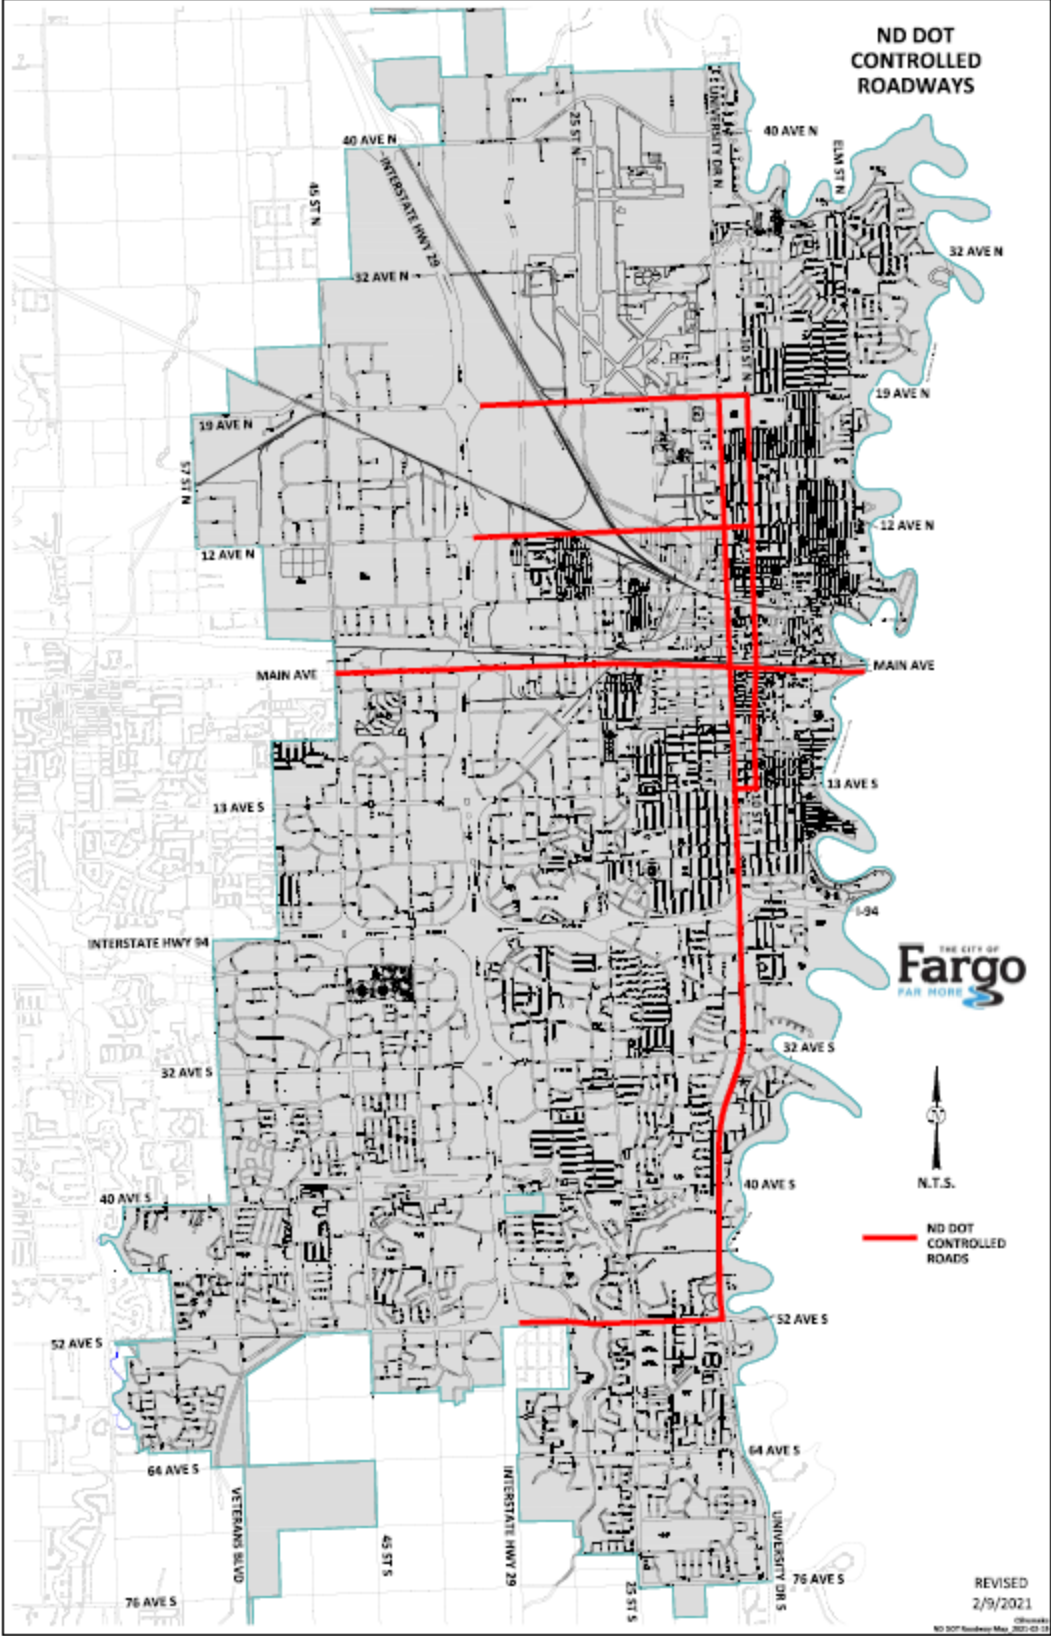 ND DOT
CONTROLLED
ROADWAYS
40 AVE N
UNIVERSITY DR N
25 ST N
40 AVE N
ELM ST N
INTERSTATE HWY 29
45 ST N
32 AVE N
32 AVE N
10 ST N
19 AVE N
19 AVE N
57 ST N
12 AVE N
12 AVE N
MAIN AVE
MAIN AVE
13 AVE S
13 AVE S
10 ST S
I-94
INTERSTATE HWY 94
THE CITY OF
Fargo
FAR MORE
32 AVE S
32 AVE S
N.T.S.
40 AVE S
40 AVE S
ND DOT
CONTROLLED
ROADS
52 AVE S
52 AVE S
64 AVE S
64 AVE S
VETERANS BLVD
45 ST S
INTERSTATE HWY 29
25 ST S
UNIVERSITY DR S
76 AVE S
76 AVE S
REVISED
2/9/2021